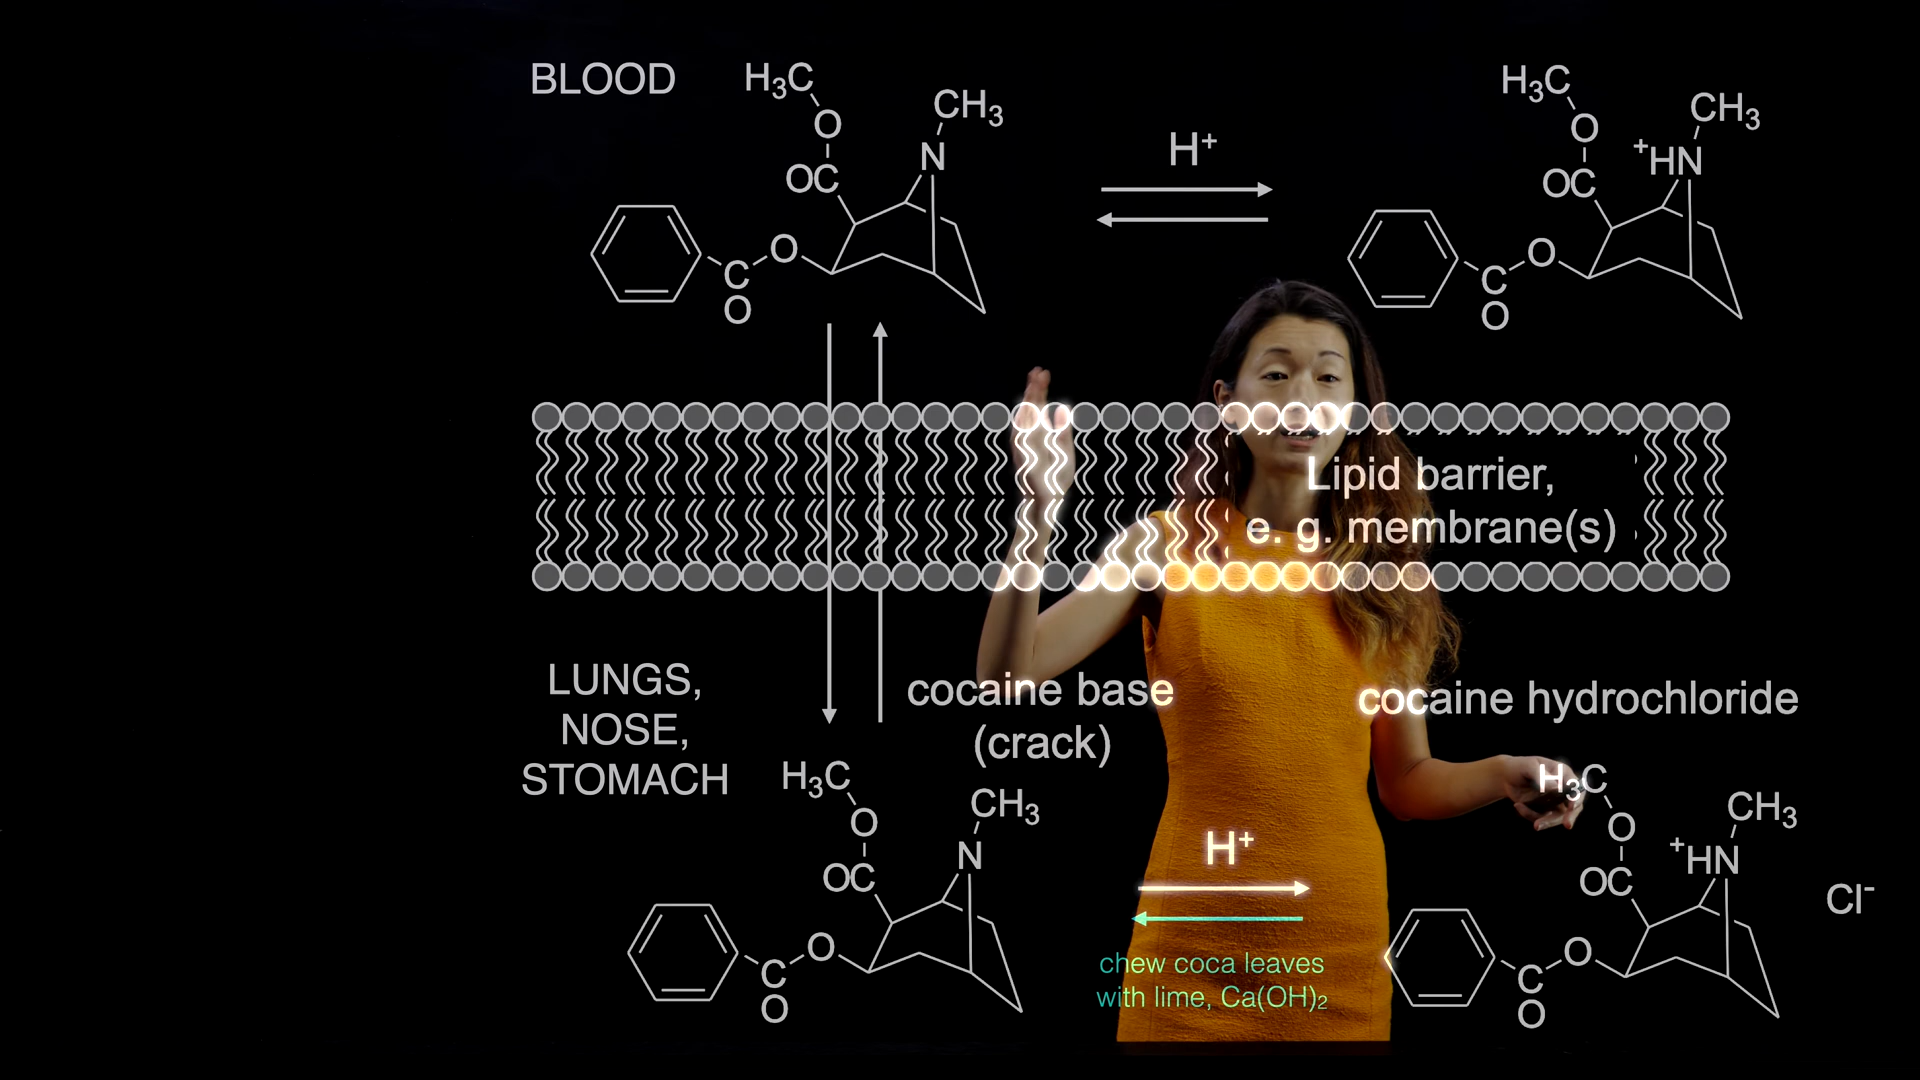 BLOOD
H₃C
O
OC
CH₃
N
O
C
O
H⁺
H₃C
O
OC
CH₃
⁺HN
O
C
O
Lipid barrier,
e. g. membrane(s)
LUNGS,
NOSE,
STOMACH
cocaine base
(crack)
cocaine hydrochloride
H₃C
O
OC
CH₃
N
O
C
O
H⁺
chew coca leaves
with lime, Ca(OH)₂
H₃C
O
OC
CH₃
⁺HN
O
C
O
Cl⁻